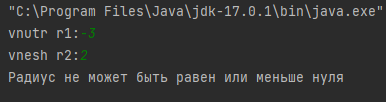 "C:\Program Files\Java\jdk-17.0.1\bin\java.exe"
vnutr r1:-3
vnesh r2:2
Радиус не может быть равен или меньше нуля